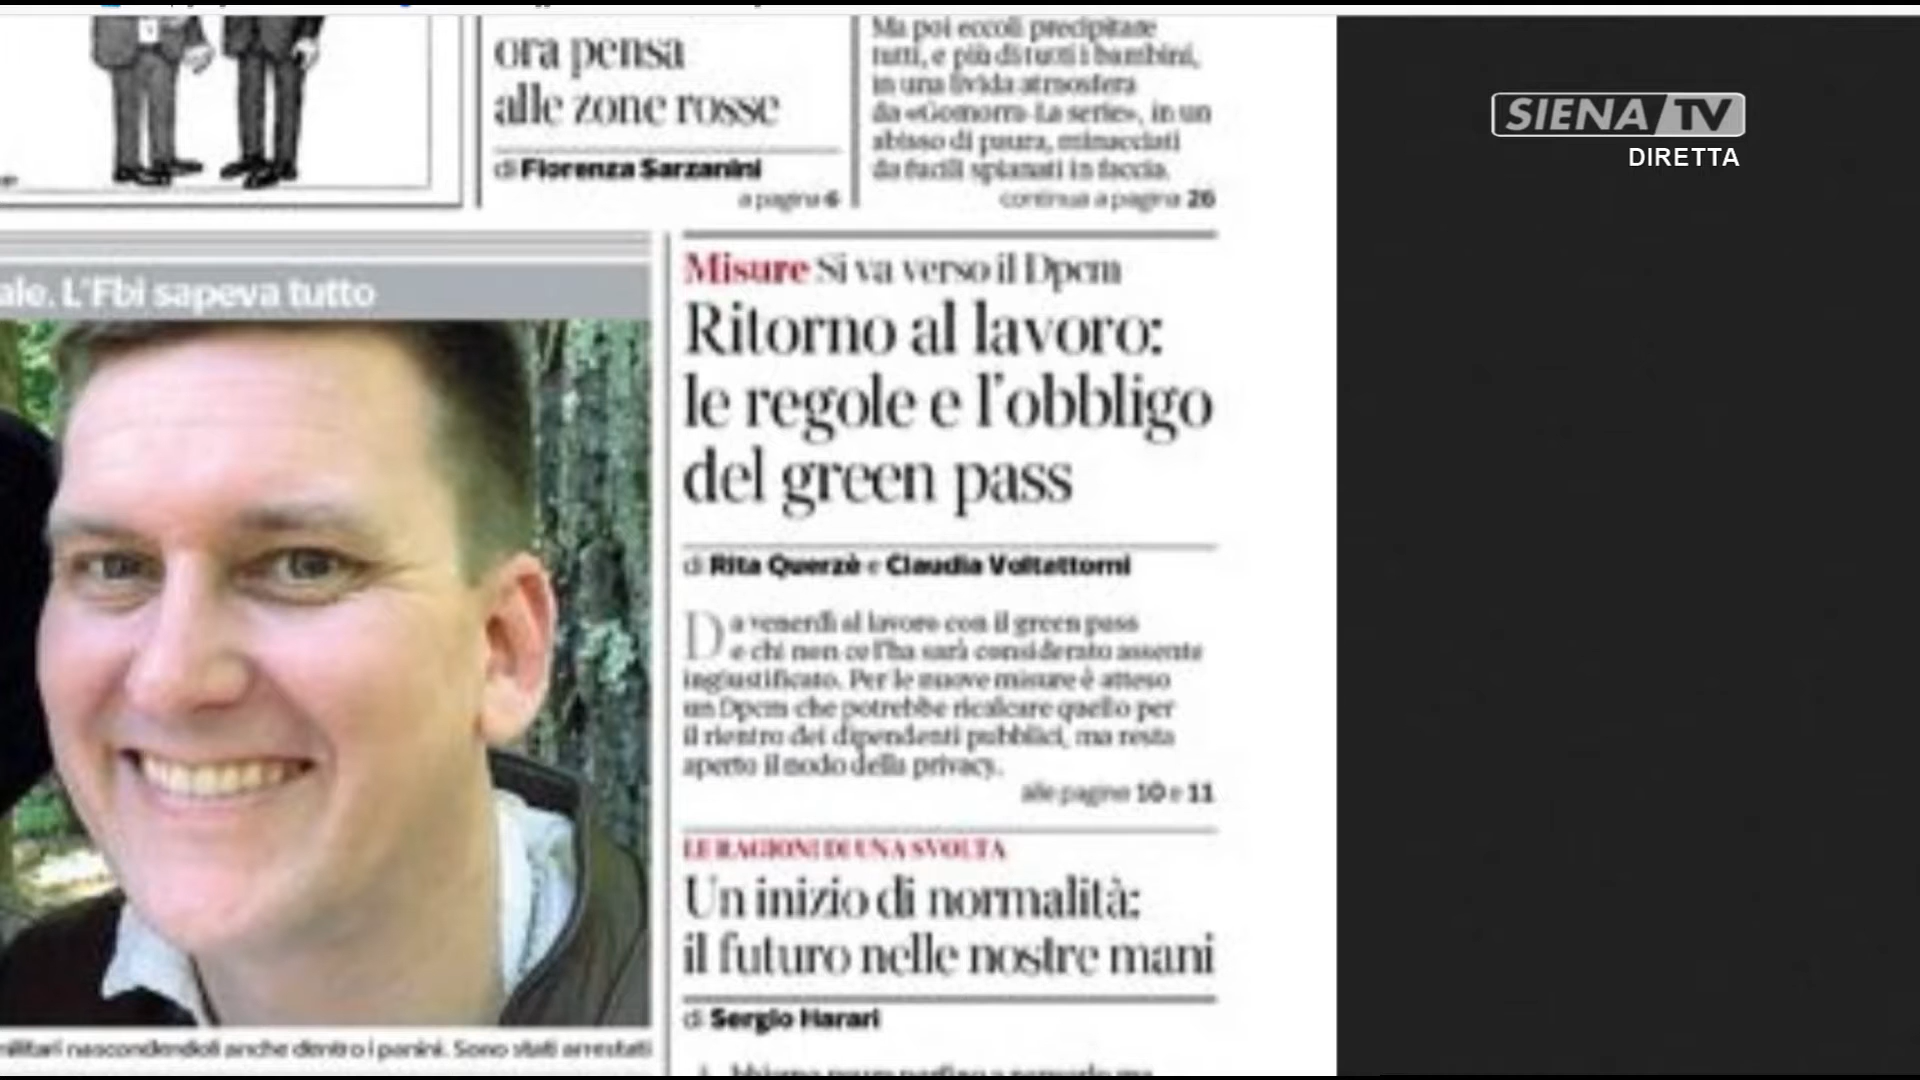 ora pensa
alle zone rosse
di Fiorenza Sarzanini
a pagina 6
Ma poi eccoli precipitare
tutti, e più di tutti i bambini,
in una livida atmosfera
da «Gomorra-La serie», in un
abisso di paura, minacciati
da fucili spianati in faccia.
continua a pagina 26
SIENA TV
DIRETTA
ale. L'Fbi sapeva tutto
militari nascondendoli anche dentro i panini. Sono stati arrestati
Misure Si va verso il Dpcm
Ritorno al lavoro:
le regole e l'obbligo
del green pass
di Rita Querzè e Claudia Voltattorni
Da venerdì al lavoro con il green pass
e chi non ce l'ha sarà considerato assente
ingiustificato. Per le nuove misure è atteso
un Dpcm che potrebbe ricalcare quello per
il rientro dei dipendenti pubblici, ma resta
aperto il nodo della privacy.
alle pagine 10 e 11
LE RAGIONI DI UNA SVOLTA
Un inizio di normalità:
il futuro nelle nostre mani
di Sergio Harari